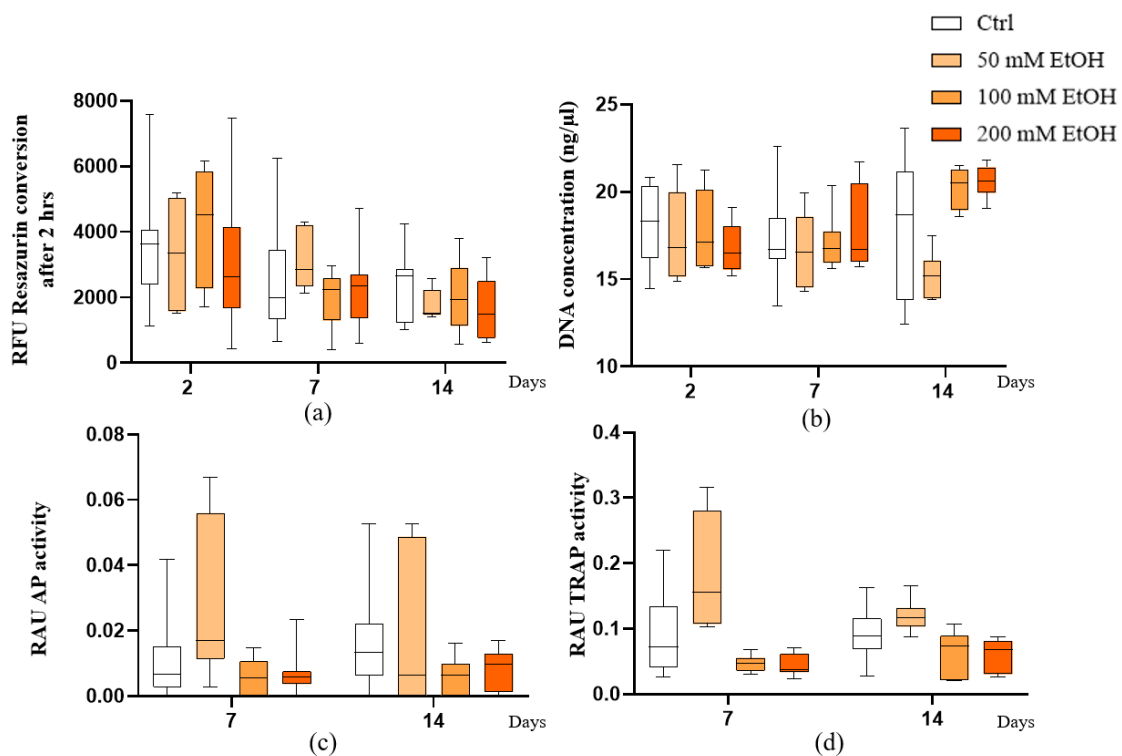 Ctrl
50 mM EtOH
100 mM EtOH
200 mM EtOH
RFU Resazurin conversion
after 2 hrs
8000
6000
4000
2000
0
2
7
14
Days
(a)
DNA concentration (ng/µl)
25
20
15
10
2
7
14
Days
(b)
RAU AP activity
0.08
0.06
0.04
0.02
0.00
7
14
Days
(c)
RAU TRAP activity
0.4
0.3
0.2
0.1
0.0
7
14
Days
(d)